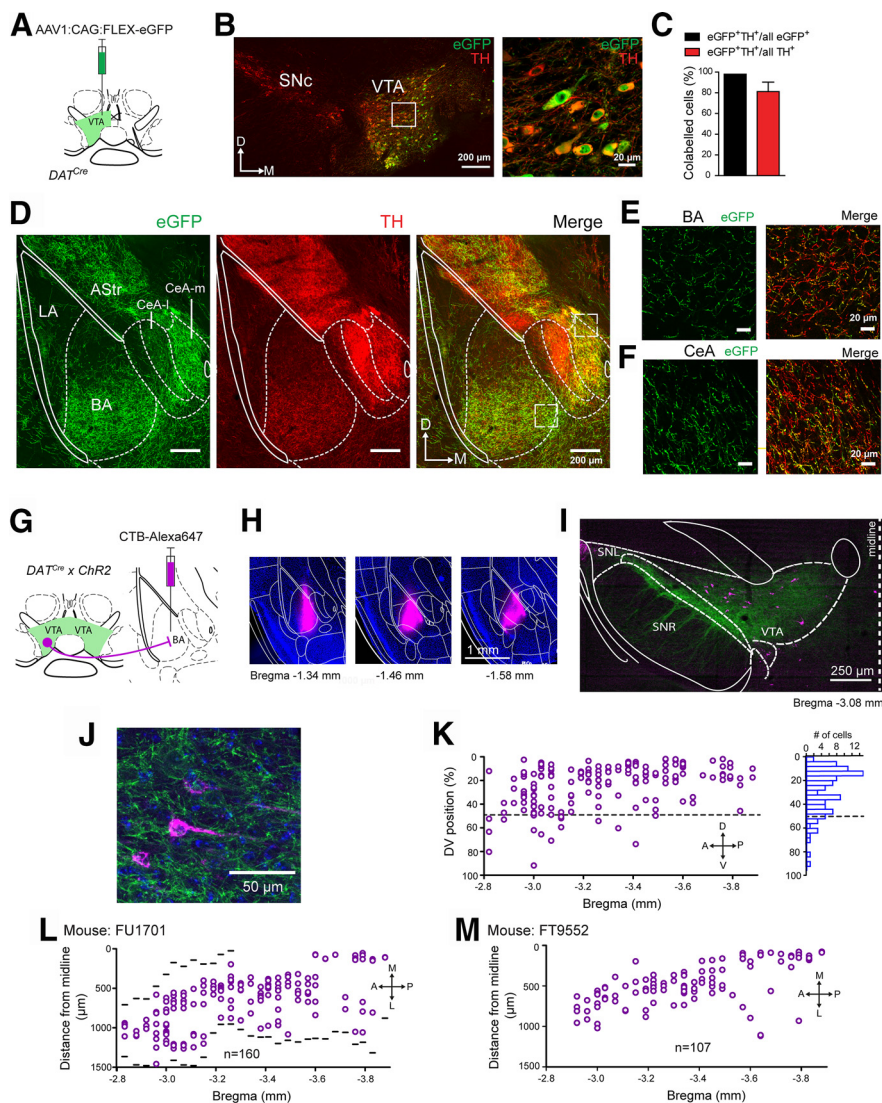 A
AAV1:CAG:FLEX-eGFP
VTA
DATCre
B
eGFP
TH
SNc
VTA
D
M
200 µm
eGFP
TH
20 µm
C
eGFP+TH+/all eGFP+
eGFP+TH+/all TH+
Colabelled cells (%)
100
80
60
40
20
0
D
eGFP
TH
Merge
LA
AStr
CeA-l
CeA-m
BA
D
M
200 µm
E
BA
eGFP
Merge
20 µm
F
CeA
eGFP
Merge
20 µm
G
CTB-Alexa647
DATCre x ChR2
VTA
VTA
BA
H
1 mm
Bregma -1.34 mm
-1.46 mm
-1.58 mm
I
SNL
SNR
VTA
midline
250 µm
Bregma -3.08 mm
J
50 µm
K
DV position (%)
0
20
40
60
80
100
-2.8
-3.0
-3.2
-3.4
-3.6
-3.8
Bregma (mm)
D
A
P
V
# of cells
0
4
8
12
0
20
40
60
80
100
L
Mouse: FU1701
Distance from midline
(µm)
0
500
1000
1500
n=160
M
A
P
L
-2.8
-3.0
-3.2
-3.4
-3.6
-3.8
Bregma (mm)
M
Mouse: FT9552
Distance from midline
(µm)
0
500
1000
1500
n=107
M
A
P
L
-2.8
-3.0
-3.2
-3.4
-3.6
-3.8
Bregma (mm)